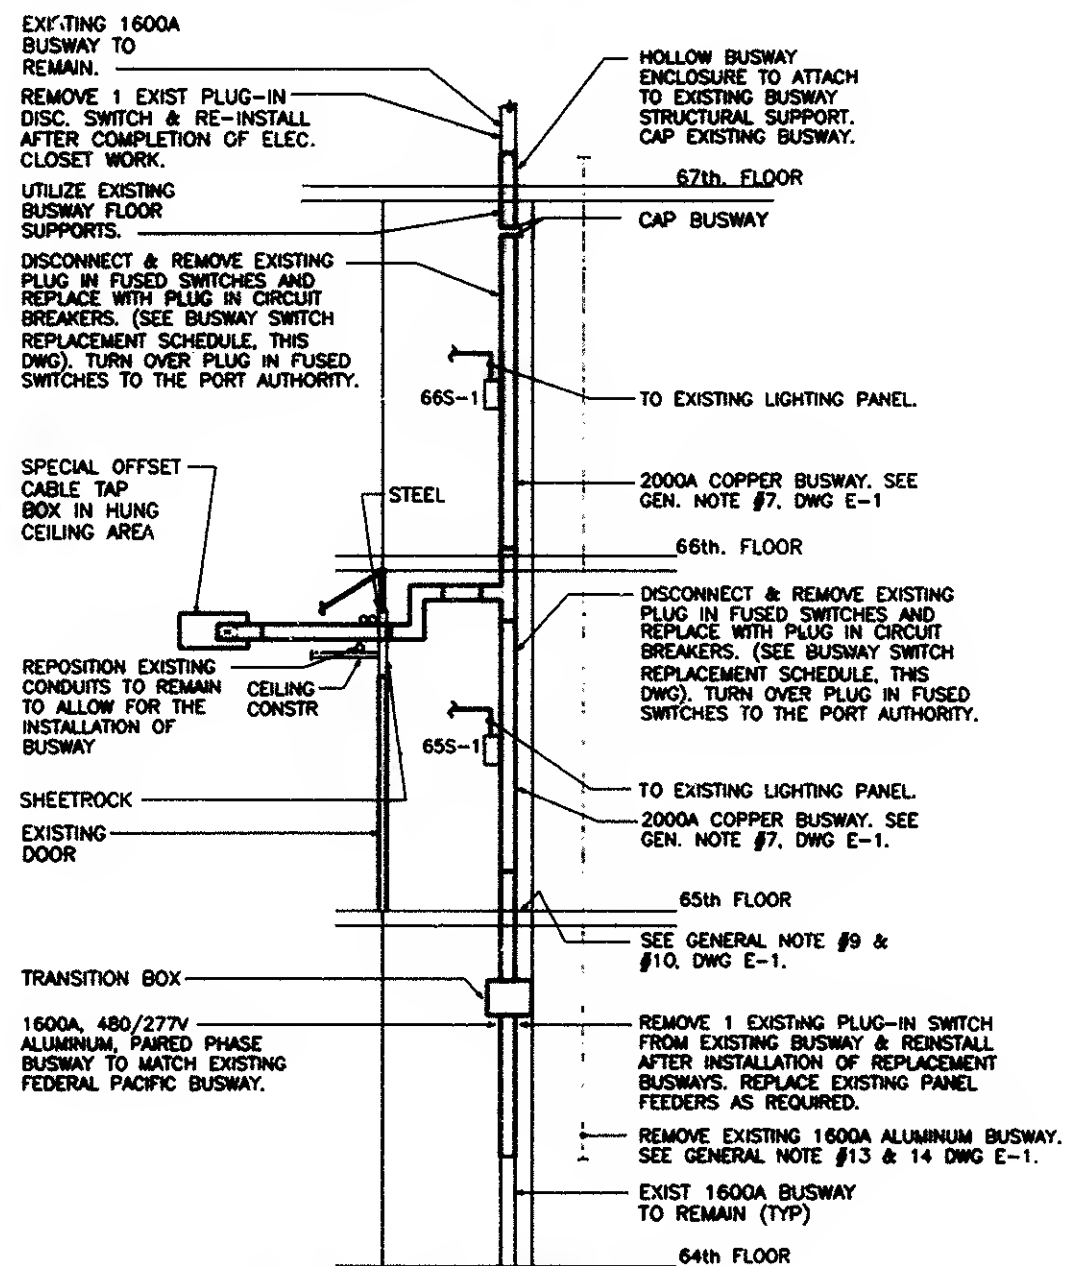 EXISTING 1600A
BUSWAY TO
REMAIN.
REMOVE 1 EXIST PLUG-IN
DISC. SWITCH & RE-INSTALL
AFTER COMPLETION OF ELEC.
CLOSET WORK.
UTILIZE EXISTING
BUSWAY FLOOR
SUPPORTS.
DISCONNECT & REMOVE EXISTING
PLUG IN FUSED SWITCHES AND
REPLACE WITH PLUG IN CIRCUIT
BREAKERS. (SEE BUSWAY SWITCH
REPLACEMENT SCHEDULE, THIS
DWG). TURN OVER PLUG IN FUSED
SWITCHES TO THE PORT AUTHORITY.
SPECIAL OFFSET
CABLE TAP
BOX IN HUNG
CEILING AREA
REPOSITION EXISTING
CONDUITS TO REMAIN
TO ALLOW FOR THE
INSTALLATION OF
BUSWAY
SHEETROCK
EXISTING
DOOR
TRANSITION BOX
1600A, 480/277V
ALUMINUM, PAIRED PHASE
BUSWAY TO MATCH EXISTING
FEDERAL PACIFIC BUSWAY.
66S-1
STEEL
CEILING
CONSTR
65S-1
HOLLOW BUSWAY
ENCLOSURE TO ATTACH
TO EXISTING BUSWAY
STRUCTURAL SUPPORT.
CAP EXISTING BUSWAY.
67th. FLOOR
CAP BUSWAY
TO EXISTING LIGHTING PANEL.
2000A COPPER BUSWAY. SEE
GEN. NOTE #7, DWG E-1
66th. FLOOR
DISCONNECT & REMOVE EXISTING
PLUG IN FUSED SWITCHES AND
REPLACE WITH PLUG IN CIRCUIT
BREAKERS. (SEE BUSWAY SWITCH
REPLACEMENT SCHEDULE, THIS
DWG). TURN OVER PLUG IN FUSED
SWITCHES TO THE PORT AUTHORITY.
TO EXISTING LIGHTING PANEL.
2000A COPPER BUSWAY. SEE
GEN. NOTE #7, DWG E-1.
65th FLOOR
SEE GENERAL NOTE #9 &
#10, DWG E-1.
REMOVE 1 EXISTING PLUG-IN SWITCH
FROM EXISTING BUSWAY & REINSTALL
AFTER INSTALLATION OF REPLACEMENT
BUSWAYS. REPLACE EXISTING PANEL
FEEDERS AS REQUIRED.
REMOVE EXISTING 1600A ALUMINUM BUSWAY.
SEE GENERAL NOTE #13 & 14 DWG E-1.
EXIST 1600A BUSWAY
TO REMAIN (TYP)
64th FLOOR